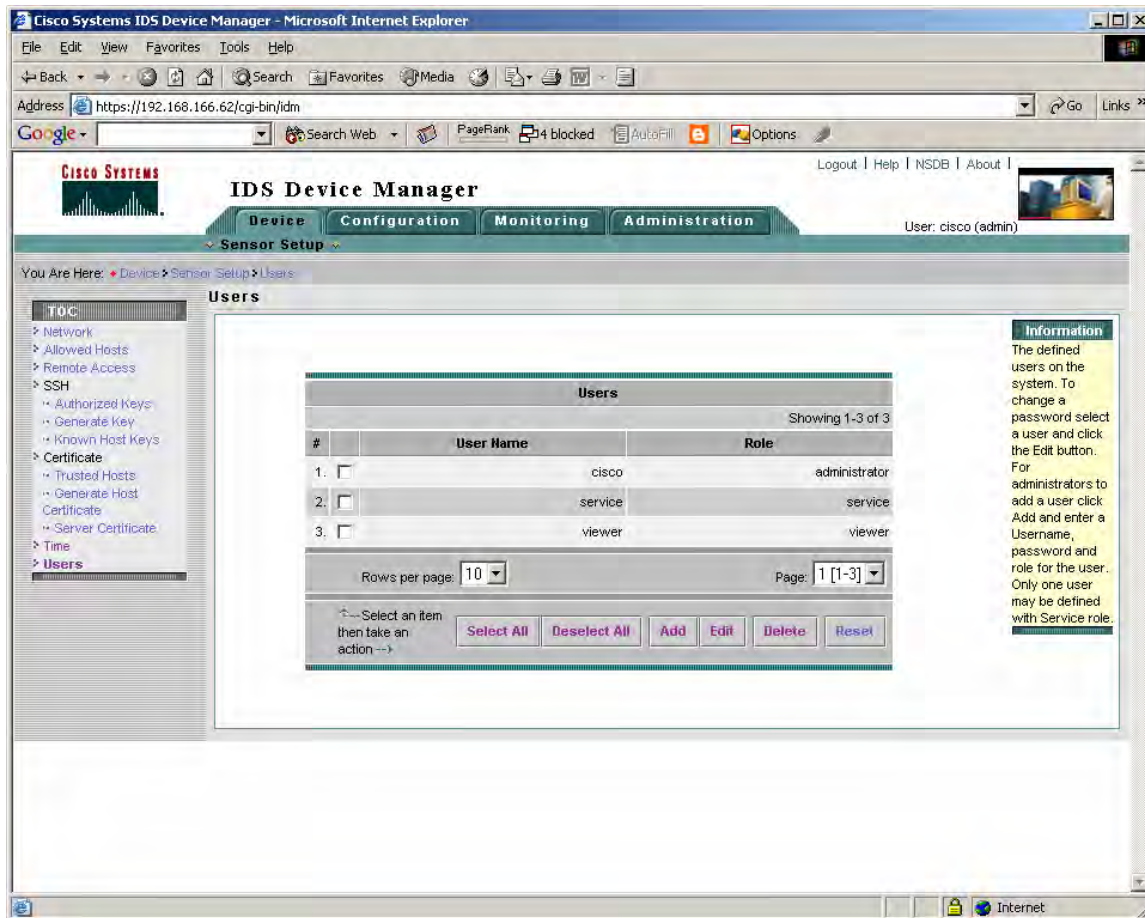 Cisco Systems IDS Device Manager - Microsoft Internet Explorer
File Edit View Favorites Tools Help
Back Search Favorites Media
Address https://192.168.166.62/cgi-bin/idm Go Links »
Google Search Web PageRank 4 blocked AutoFill Options
Logout | Help | NSDB | About |
CISCO SYSTEMS
IDS Device Manager
Device Configuration Monitoring Administration
User: cisco (admin)
Sensor Setup
You Are Here: Device > Sensor Setup > Users
Users
TOC
Network
Allowed Hosts
Remote Access
SSH
Authorized Keys
Generate Key
Known Host Keys
Certificate
Trusted Hosts
Generate Host
Certificate
Server Certificate
Time
Users
Users
Showing 1-3 of 3
# User Name Role
1. cisco administrator
2. service service
3. viewer viewer
Rows per page: 10 Page: 1 [1-3]
Select an item
then take an
action -->
Select All Deselect All Add Edit Delete Reset
Information
The defined
users on the
system. To
change a
password select
a user and click
the Edit button.
For
administrators to
add a user click
Add and enter a
Username,
password and
role for the user.
Only one user
may be defined
with Service role.
Internet